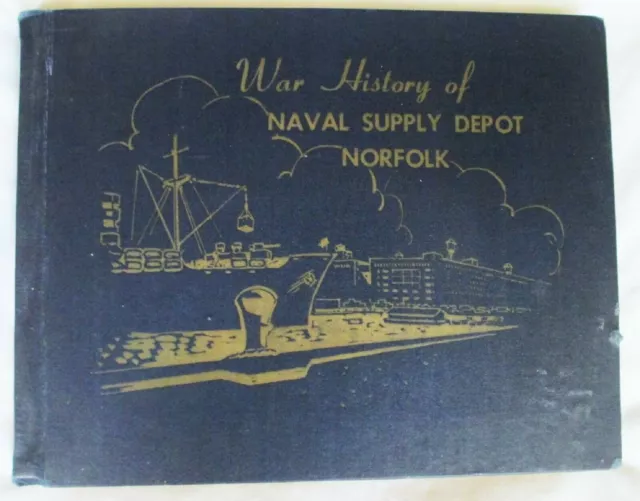 War History of
NAVAL SUPPLY DEPOT
NORFOLK